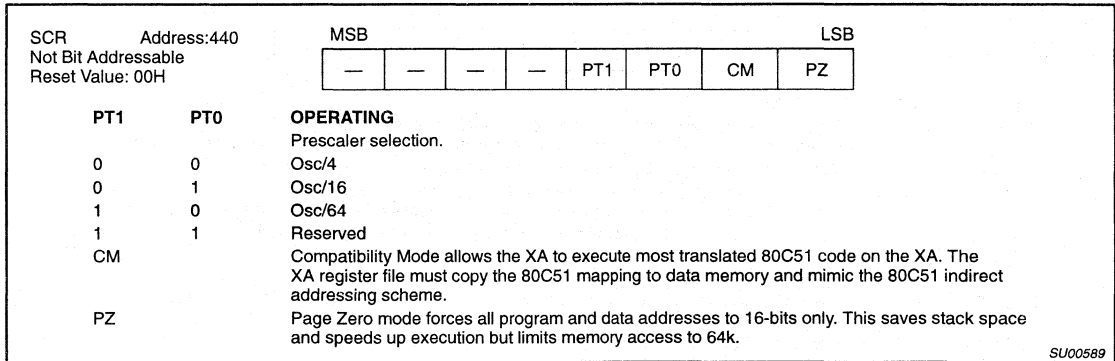 SCR Address:440 MSB LSB
Not Bit Addressable
Reset Value: 00H
— — — — PT1 PT0 CM PZ
PT1 PT0 OPERATING
Prescaler selection.
0 0 Osc/4
0 1 Osc/16
1 0 Osc/64
1 1 Reserved
CM Compatibility Mode allows the XA to execute most translated 80C51 code on the XA. The
XA register file must copy the 80C51 mapping to data memory and mimic the 80C51 indirect
addressing scheme.
PZ Page Zero mode forces all program and data addresses to 16-bits only. This saves stack space
and speeds up execution but limits memory access to 64k.
SU00589